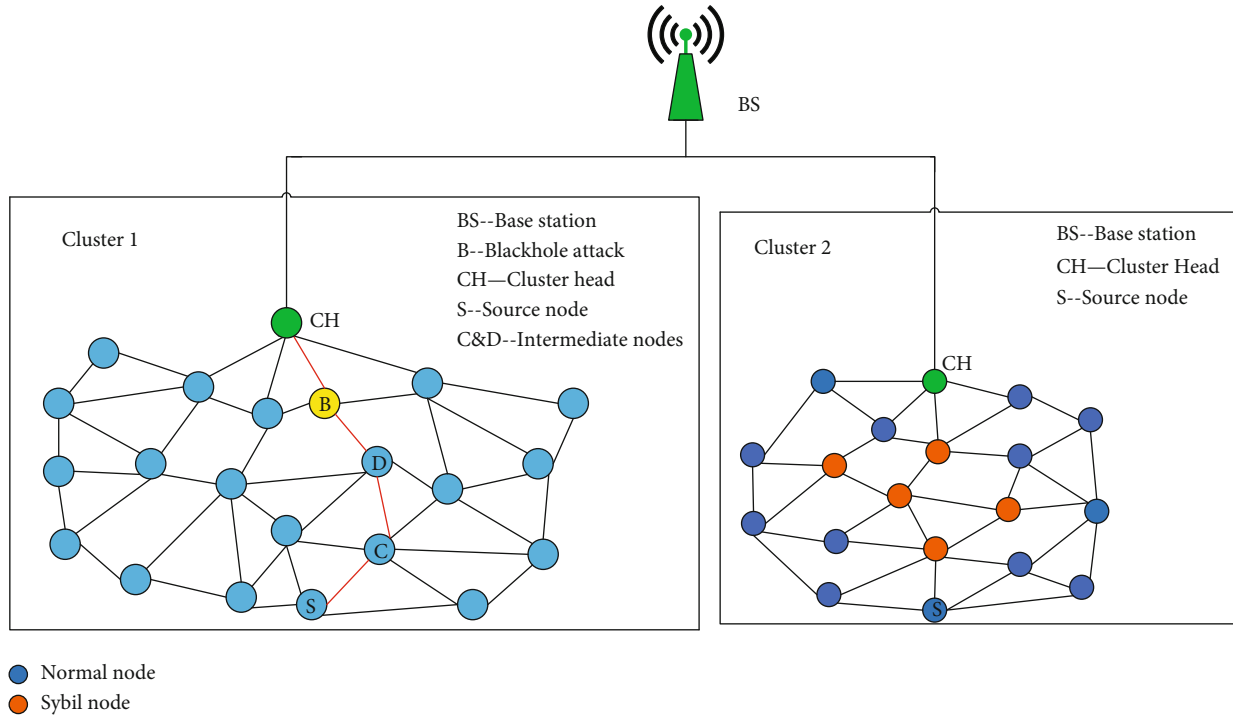 BS
Cluster 1
BS--Base station
B--Blackhole attack
CH—Cluster head
S--Source node
C&D--Intermediate nodes
CH
B
D
C
S
Cluster 2
BS--Base station
CH—Cluster Head
S--Source node
CH
S
Normal node
Sybil node